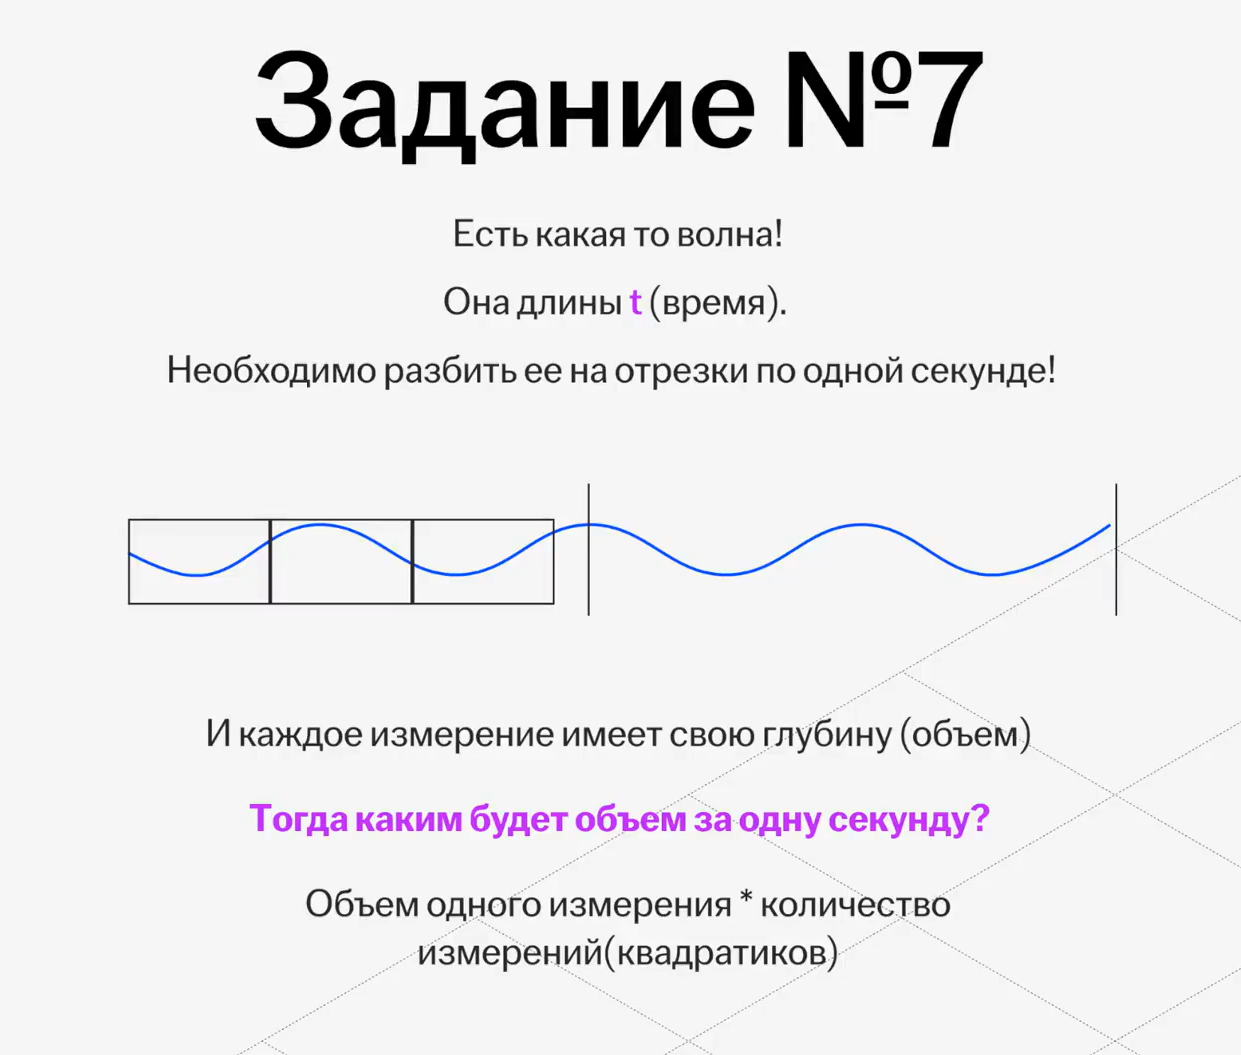 Задание №7
Есть какая то волна!
Она длины t (время).
Необходимо разбить ее на отрезки по одной секунде!
И каждое измерение имеет свою глубину (объем)
Тогда каким будет объем за одну секунду?
Объем одного измерения * количество
измерений(квадратиков)